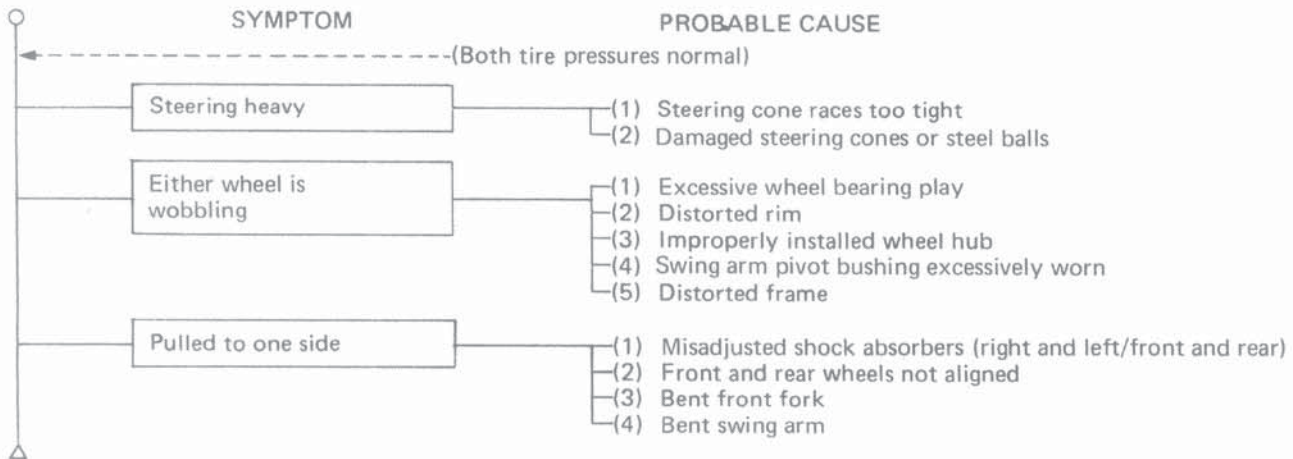 SYMPTOM PROBABLE CAUSE
(Both tire pressures normal)
Steering heavy
(1) Steering cone races too tight
(2) Damaged steering cones or steel balls
Either wheel is
wobbling
(1) Excessive wheel bearing play
(2) Distorted rim
(3) Improperly installed wheel hub
(4) Swing arm pivot bushing excessively worn
(5) Distorted frame
Pulled to one side
(1) Misadjusted shock absorbers (right and left/front and rear)
(2) Front and rear wheels not aligned
(3) Bent front fork
(4) Bent swing arm